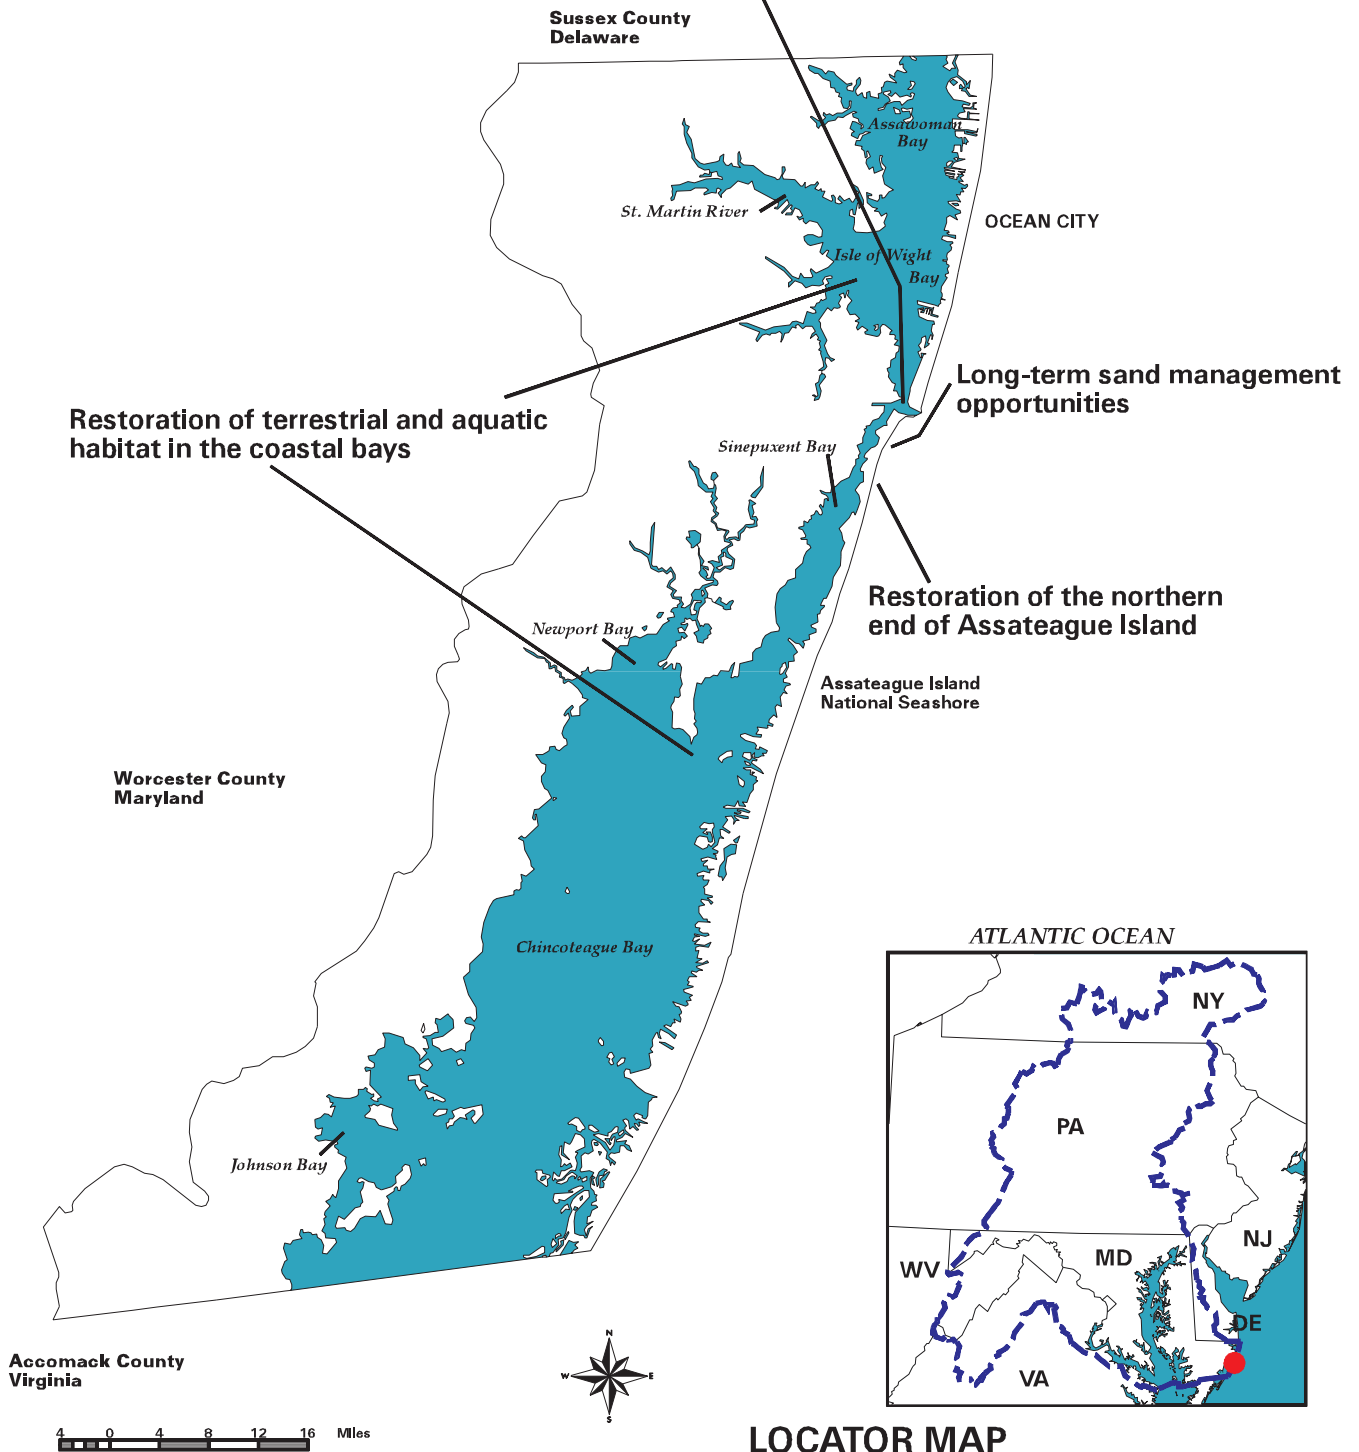 Sussex County
Delaware
Assawoman
Bay
St. Martin River
OCEAN CITY
Isle of Wight
Bay
Long-term sand management
opportunities
Restoration of terrestrial and aquatic
habitat in the coastal bays
Sinepuxent Bay
Restoration of the northern
end of Assateague Island
Newport Bay
Assateague Island
National Seashore
Worcester County
Maryland
Chincoteague Bay
ATLANTIC OCEAN
NY
PA
Johnson Bay
NJ
MD
WV
DE
VA
N
W
E
S
Accomack County
Virginia
4 0 4 8 12 16 Miles
LOCATOR MAP